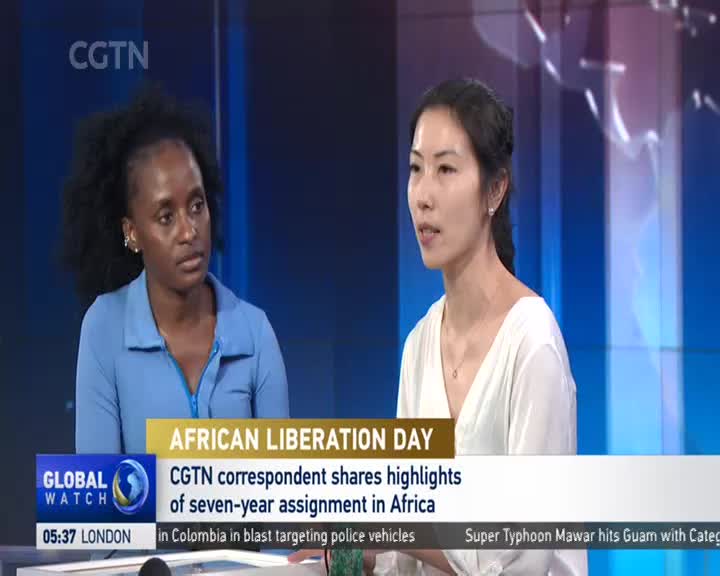 CGTN
AFRICAN LIBERATION DAY
CGTN correspondent shares highlights
of seven-year assignment in Africa
GLOBAL
WATCH
05:37 LONDON
in Colombia in blast targeting police vehicles
Super Typhoon Mawar hits Guam with Categ